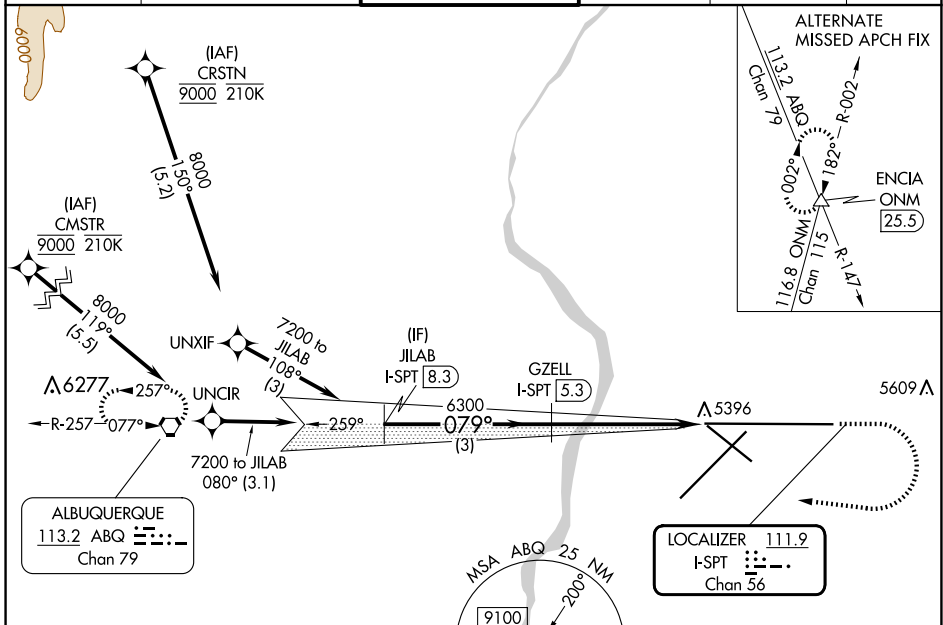 6000
(IAF)
CRSTN
9000 210K
8000
150°
(5.2)
ALTERNATE
MISSED APCH FIX
113.2 ABQ
Chan 79
R-002
002°
182°
ENCIA
ONM
25.5
116.8 ONM
Chan 115
R-147
(IAF)
CMSTR
9000 210K
8000
119°
(5.5)
UNXIF
7200 to
JILAB
108°
(3)
(IF)
JILAB
I-SPT 8.3
GZELL
I-SPT 5.3
6277
257°
UNCIR
R-257
077°
259°
6300
079°
(3)
5396
5609
7200 to JILAB
080° (3.1)
ALBUQUERQUE
113.2 ABQ
Chan 79
LOCALIZER 111.9
I-SPT
Chan 56
MSA ABQ 25 NM
200°
9100